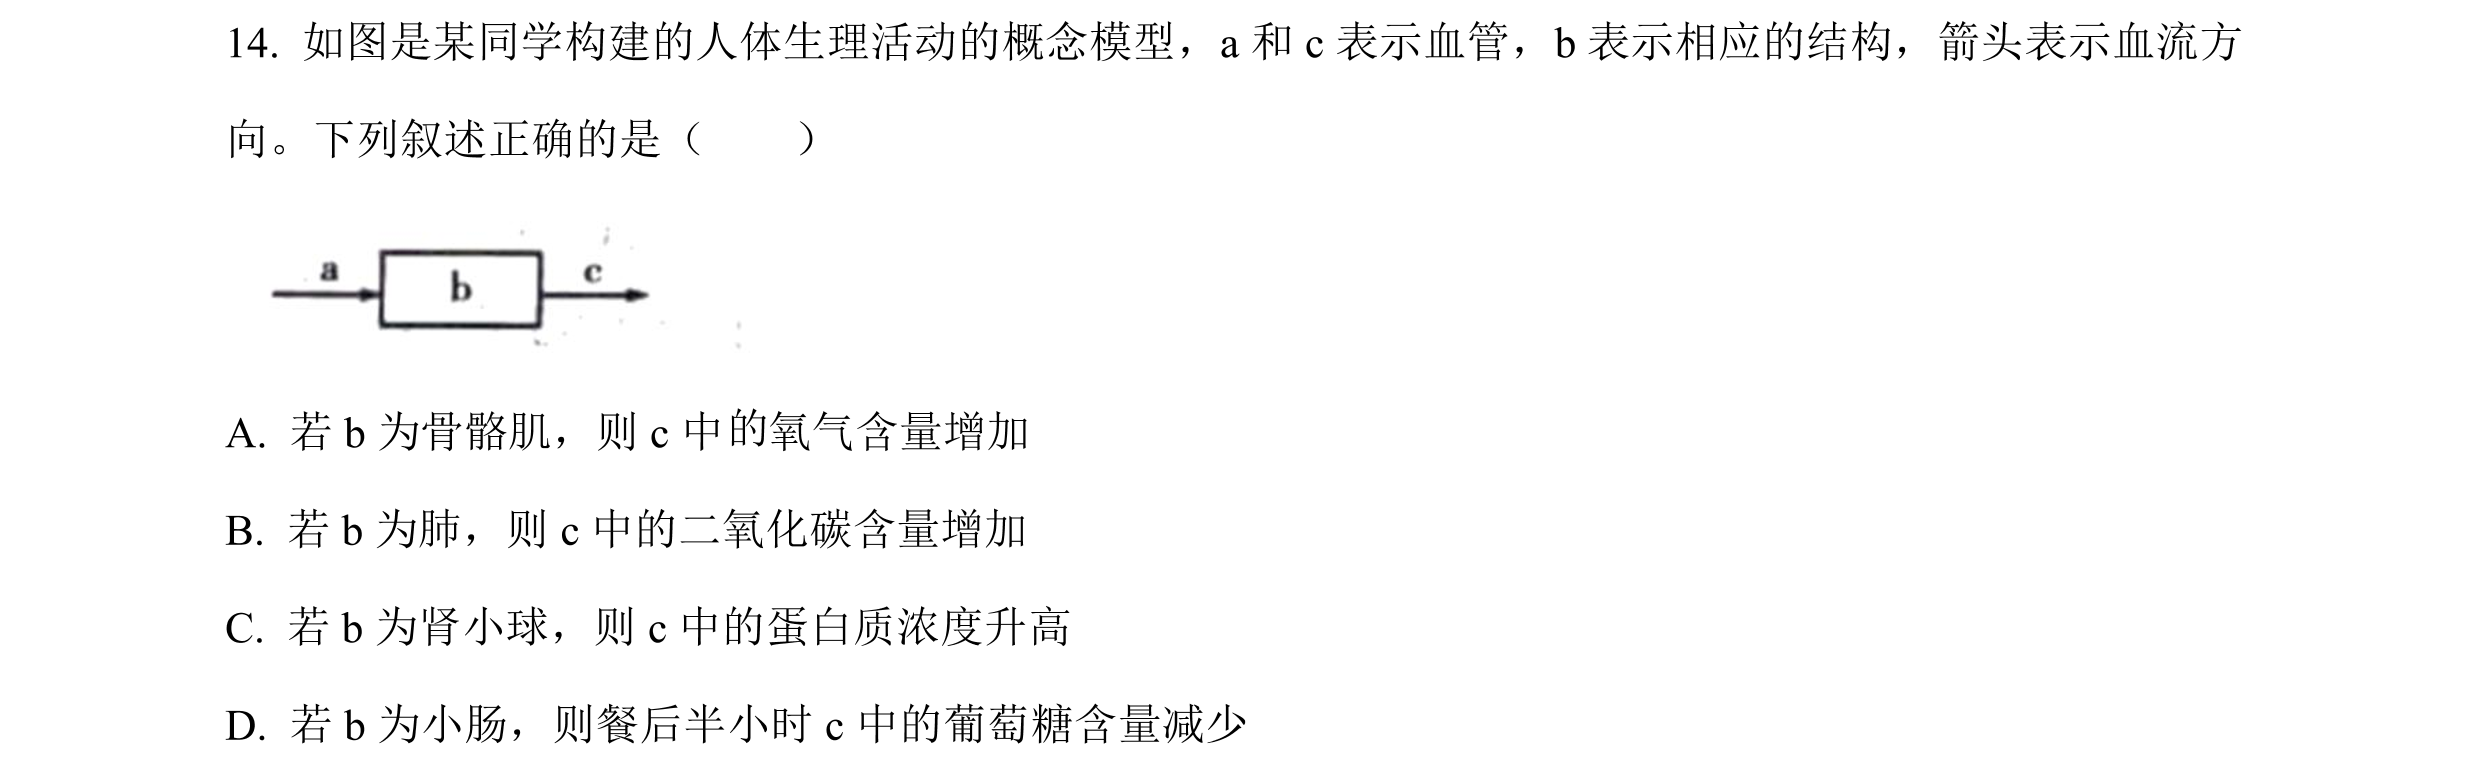 14. 如图是某同学构建的人体生理活动的概念模型，a 和 c 表示血管，b 表示相应的结构，箭头表示血流方
向。下列叙述正确的是（　　）
a b c
A. 若 b 为骨骼肌，则 c 中的氧气含量增加
B. 若 b 为肺，则 c 中的二氧化碳含量增加
C. 若 b 为肾小球，则 c 中的蛋白质浓度升高
D. 若 b 为小肠，则餐后半小时 c 中的葡萄糖含量减少